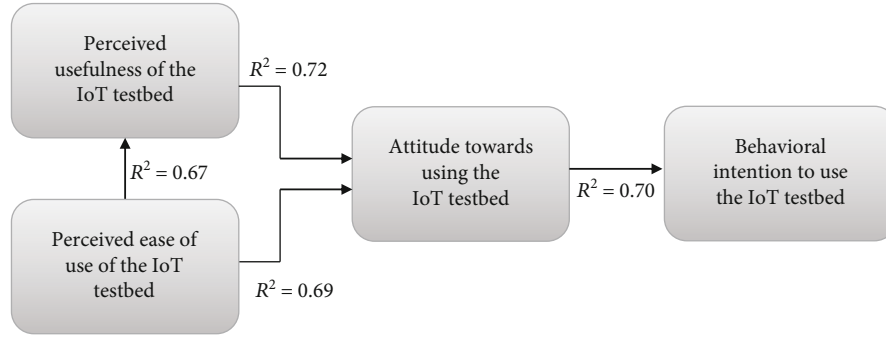 Perceived
usefulness of the
IoT testbed
R² = 0.72
R² = 0.67
Perceived ease of
use of the IoT
testbed
R² = 0.69
Attitude towards
using the
IoT testbed
R² = 0.70
Behavioral
intention to use
the IoT testbed